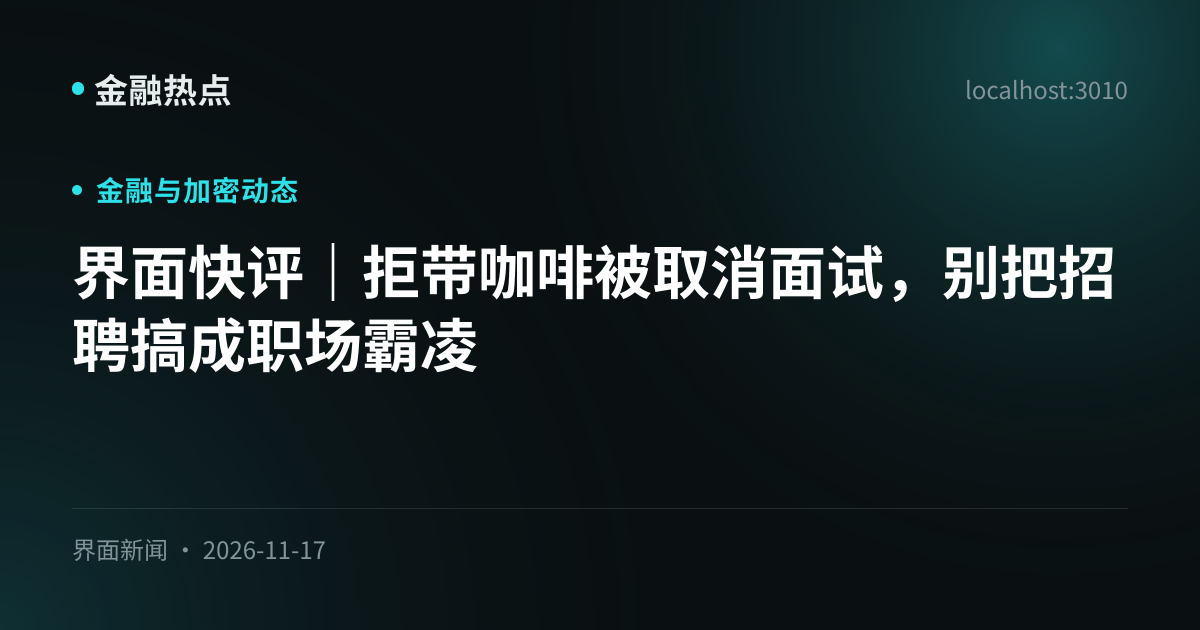 金融热点
localhost:3010
金融与加密动态
界面快评｜拒带咖啡被取消面试，别把招
聘搞成职场霸凌
界面新闻 · 2026-11-17